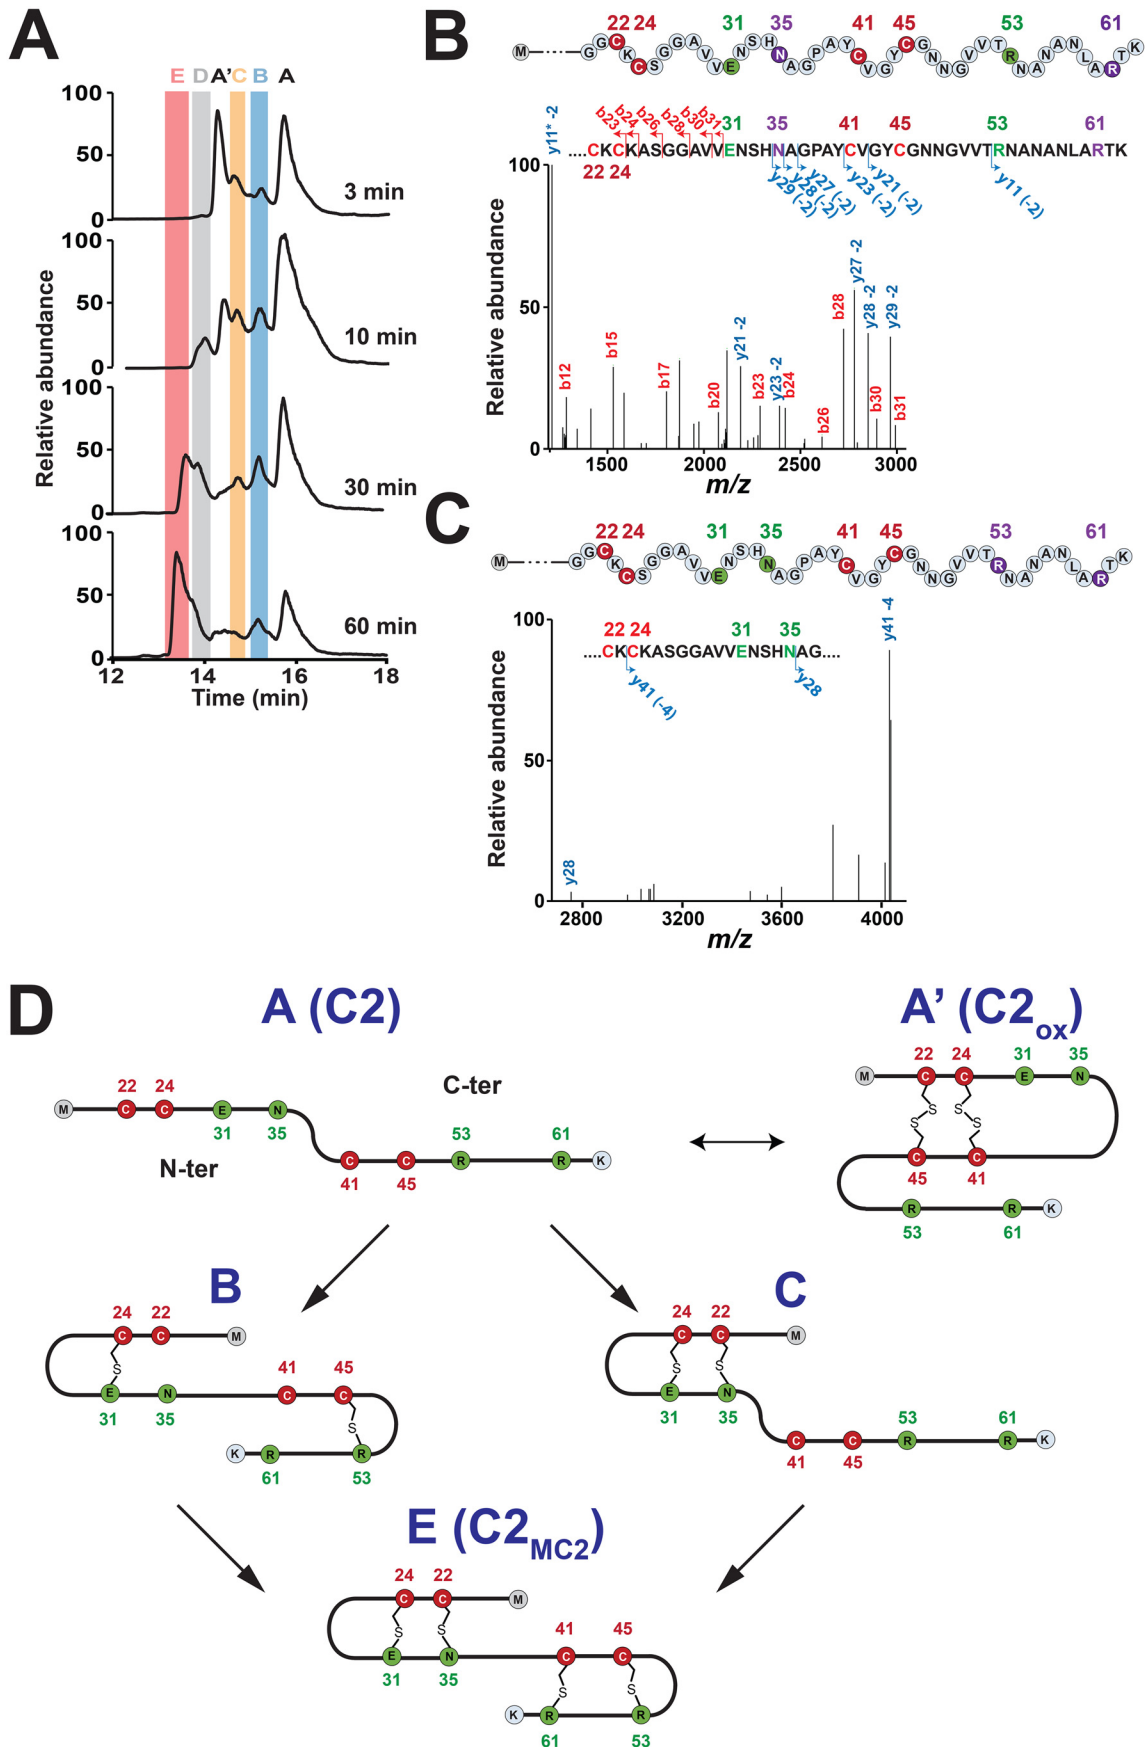 A
E D A' C B A
100
50
0
3 min
100
50
0
10 min
100
50
0
30 min
100
50
0
60 min
12 14 16 18
Time (min)
Relative abundance
B
22 24 31 35 41 45 53 61
M G G C K C S G G A V V E N S H N A G P A Y C V G Y C G N N G V V T R N A N A N L A R T K
y11* -2
b23 b24 b26 b28 b30 b31 31 35 41 45 53 61
....CKCKASGGAVVENSHNAGPAYCVGYCGNNGVVTRNANANLARTK
22 24
y29 (-2) y28 (-2) y27 (-2) y23 (-2) y21 (-2) y11 (-2)
100
50
0
Relative abundance
b12 b15 b17 b20 y21 -2 b23 y23 -2 b24 b26 b28 y27 -2 y28 -2 b30 y29 -2 b31
1500 2000 2500 3000
m/z
C
22 24 31 35 41 45 53 61
M G G C K C S G G A V V E N S H N A G P A Y C V G Y C G N N G V V T R N A N A N L A R T K
100
50
0
Relative abundance
22 24 31 35
....CKCKASGGAVVENSHNAG....
y41 (-4) y28
y28
y41 -4
2800 3200 3600 4000
m/z
D
A (C2)
22 24
M C C E N
31 35
N-ter
C-ter
53 61
C C R R K
41 45
A' (C2ox)
22 24 31 35
M C C E N
S S
S S
C C
45 41
R R K
53 61
B
24 22
C C M
S
41 45
E N C C
31 35
S
K R R
61 53
C
24 22
C C M
S S
E N
31 35
53 61
C C R R K
41 45
E (C2MC2)
24 22
C C M
S S
41 45
E N C C
31 35
S S
K R R
61 53